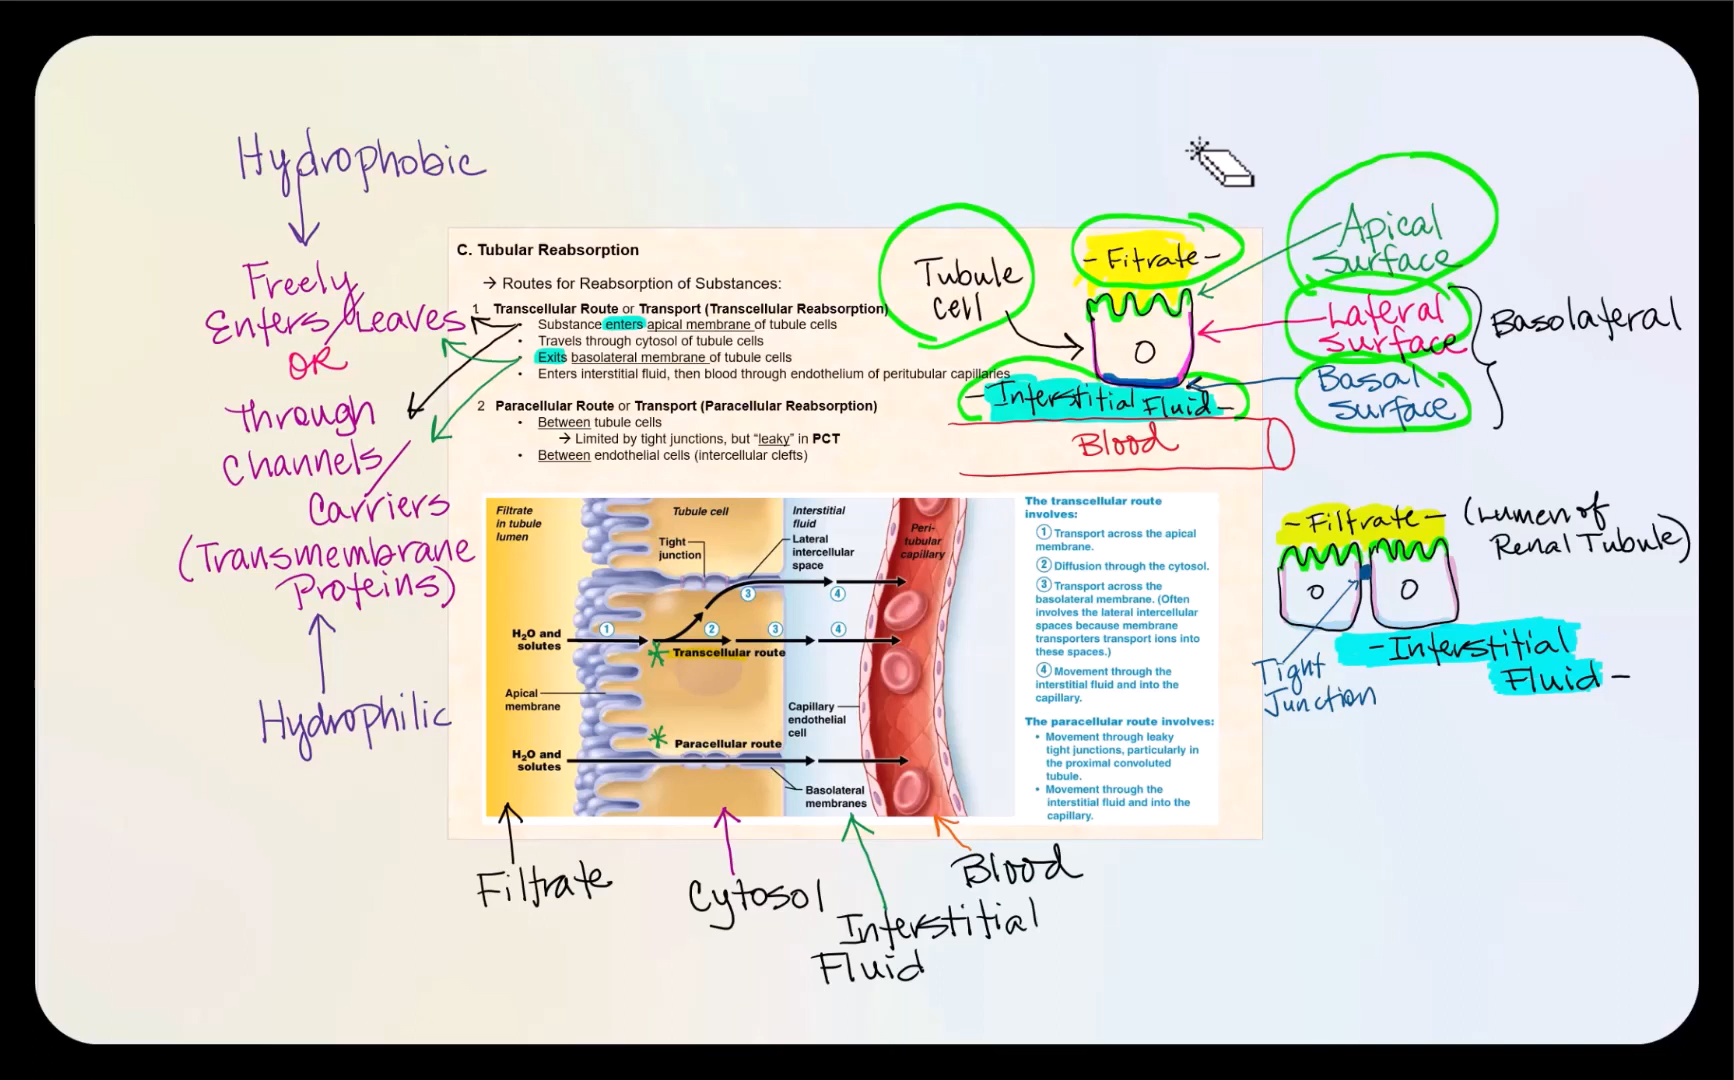 Hydrophobic
Freely
Enters/Leaves
OR
through
Channels/
Carriers
(Transmembrane
Proteins)
Hydrophilic
C. Tubular Reabsorption
→ Routes for Reabsorption of Substances:
1 Transcellular Route or Transport (Transcellular Reabsorption)
• Substance enters apical membrane of tubule cells
• Travels through cytosol of tubule cells
• Exits basolateral membrane of tubule cells
• Enters interstitial fluid, then blood through endothelium of peritubular capillaries
2 Paracellular Route or Transport (Paracellular Reabsorption)
• Between tubule cells
→ Limited by tight junctions, but “leaky” in PCT
• Between endothelial cells (intercellular clefts)
Tubule
Cell
- Fitrate -
O
- Interstitial Fluid -
Blood
Apical
Surface
Lateral
Surface
Basal
Surface
Basolateral
- Filtrate -
(Lumen of
Renal Tubule)
O O
Tight
Junction
- Interstitial
Fluid -
Filtrate
in tubule
lumen
Tubule cell
Interstitial
fluid
Peri-
tubular
capillary
Tight
junction
Lateral
intercellular
space
3 4
H2O and
solutes
1 2 3 4
Transcellular route
Apical
membrane
Capillary
endothelial
cell
Paracellular route
H2O and
solutes
Basolateral
membranes
The transcellular route
involves:
1 Transport across the apical
membrane.
2 Diffusion through the cytosol.
3 Transport across the
basolateral membrane. (Often
involves the lateral intercellular
spaces because membrane
transporters transport ions into
these spaces.)
4 Movement through the
interstitial fluid and into the
capillary.
The paracellular route involves:
• Movement through leaky
tight junctions, particularly in
the proximal convoluted
tubule.
• Movement through the
interstitial fluid and into the
capillary.
Filtrate
Cytosol
Interstitial
Fluid
Blood